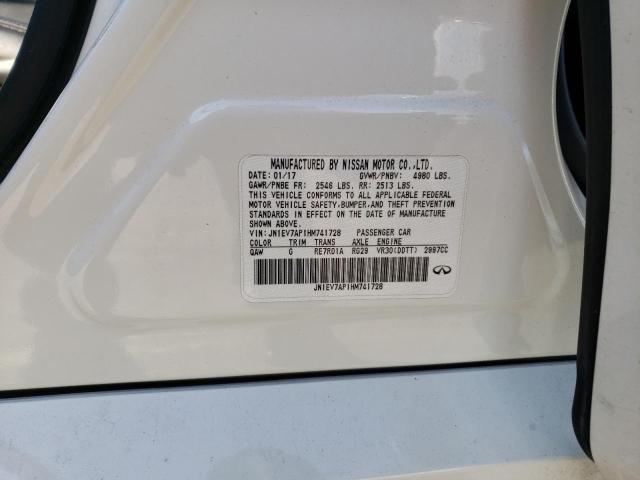 MANUFACTURED BY NISSAN MOTOR CO.,LTD.
DATE: 01/17 GVWR/PNBV: 4980 LBS.
GAWR/PNBE FR: 2546 LBS. RR: 2513 LBS.
THIS VEHICLE CONFORMS TO ALL APPLICABLE FEDERAL
MOTOR VEHICLE SAFETY,BUMPER,AND THEFT PREVENTION
STANDARDS IN EFFECT ON THE DATE OF MANUFACTURE
SHOWN ABOVE.
VIN: JN1EV7AP1HM741728 PASSENGER CAR
COLOR TRIM TRANS AXLE ENGINE
QAW G RE7R01A RG29 VR30(DDTT) 2997CC
JN1EV7AP1HM741728